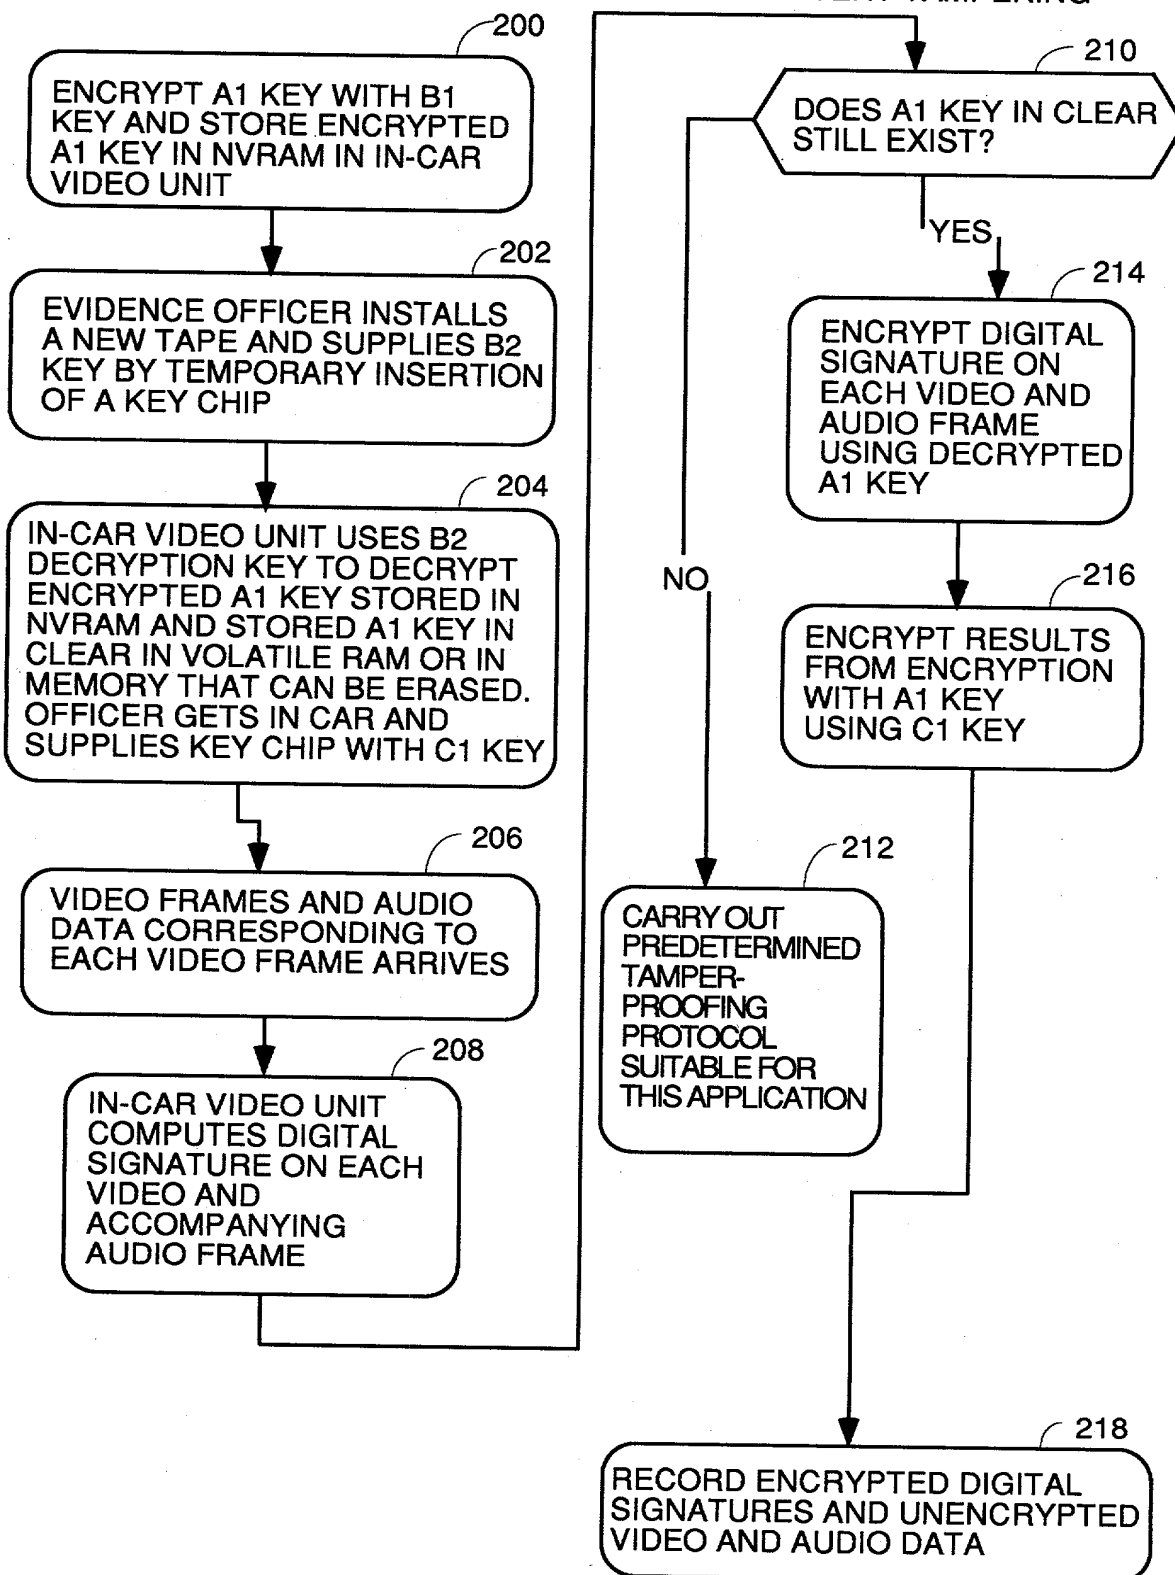 200
ENCRYPT A1 KEY WITH B1
KEY AND STORE ENCRYPTED
A1 KEY IN NVRAM IN IN-CAR
VIDEO UNIT
202
EVIDENCE OFFICER INSTALLS
A NEW TAPE AND SUPPLIES B2
KEY BY TEMPORARY INSERTION
OF A KEY CHIP
204
IN-CAR VIDEO UNIT USES B2
DECRYPTION KEY TO DECRYPT
ENCRYPTED A1 KEY STORED IN
NVRAM AND STORED A1 KEY IN
CLEAR IN VOLATILE RAM OR IN
MEMORY THAT CAN BE ERASED.
OFFICER GETS IN CAR AND
SUPPLIES KEY CHIP WITH C1 KEY
206
VIDEO FRAMES AND AUDIO
DATA CORRESPONDING TO
EACH VIDEO FRAME ARRIVES
208
IN-CAR VIDEO UNIT
COMPUTES DIGITAL
SIGNATURE ON EACH
VIDEO AND
ACCOMPANYING
AUDIO FRAME
210
DOES A1 KEY IN CLEAR
STILL EXIST?
YES
NO
212
CARRY OUT
PREDETERMINED
TAMPER-
PROOFING
PROTOCOL
SUITABLE FOR
THIS APPLICATION
214
ENCRYPT DIGITAL
SIGNATURE ON
EACH VIDEO AND
AUDIO FRAME
USING DECRYPTED
A1 KEY
216
ENCRYPT RESULTS
FROM ENCRYPTION
WITH A1 KEY
USING C1 KEY
218
RECORD ENCRYPTED DIGITAL
SIGNATURES AND UNENCRYPTED
VIDEO AND AUDIO DATA